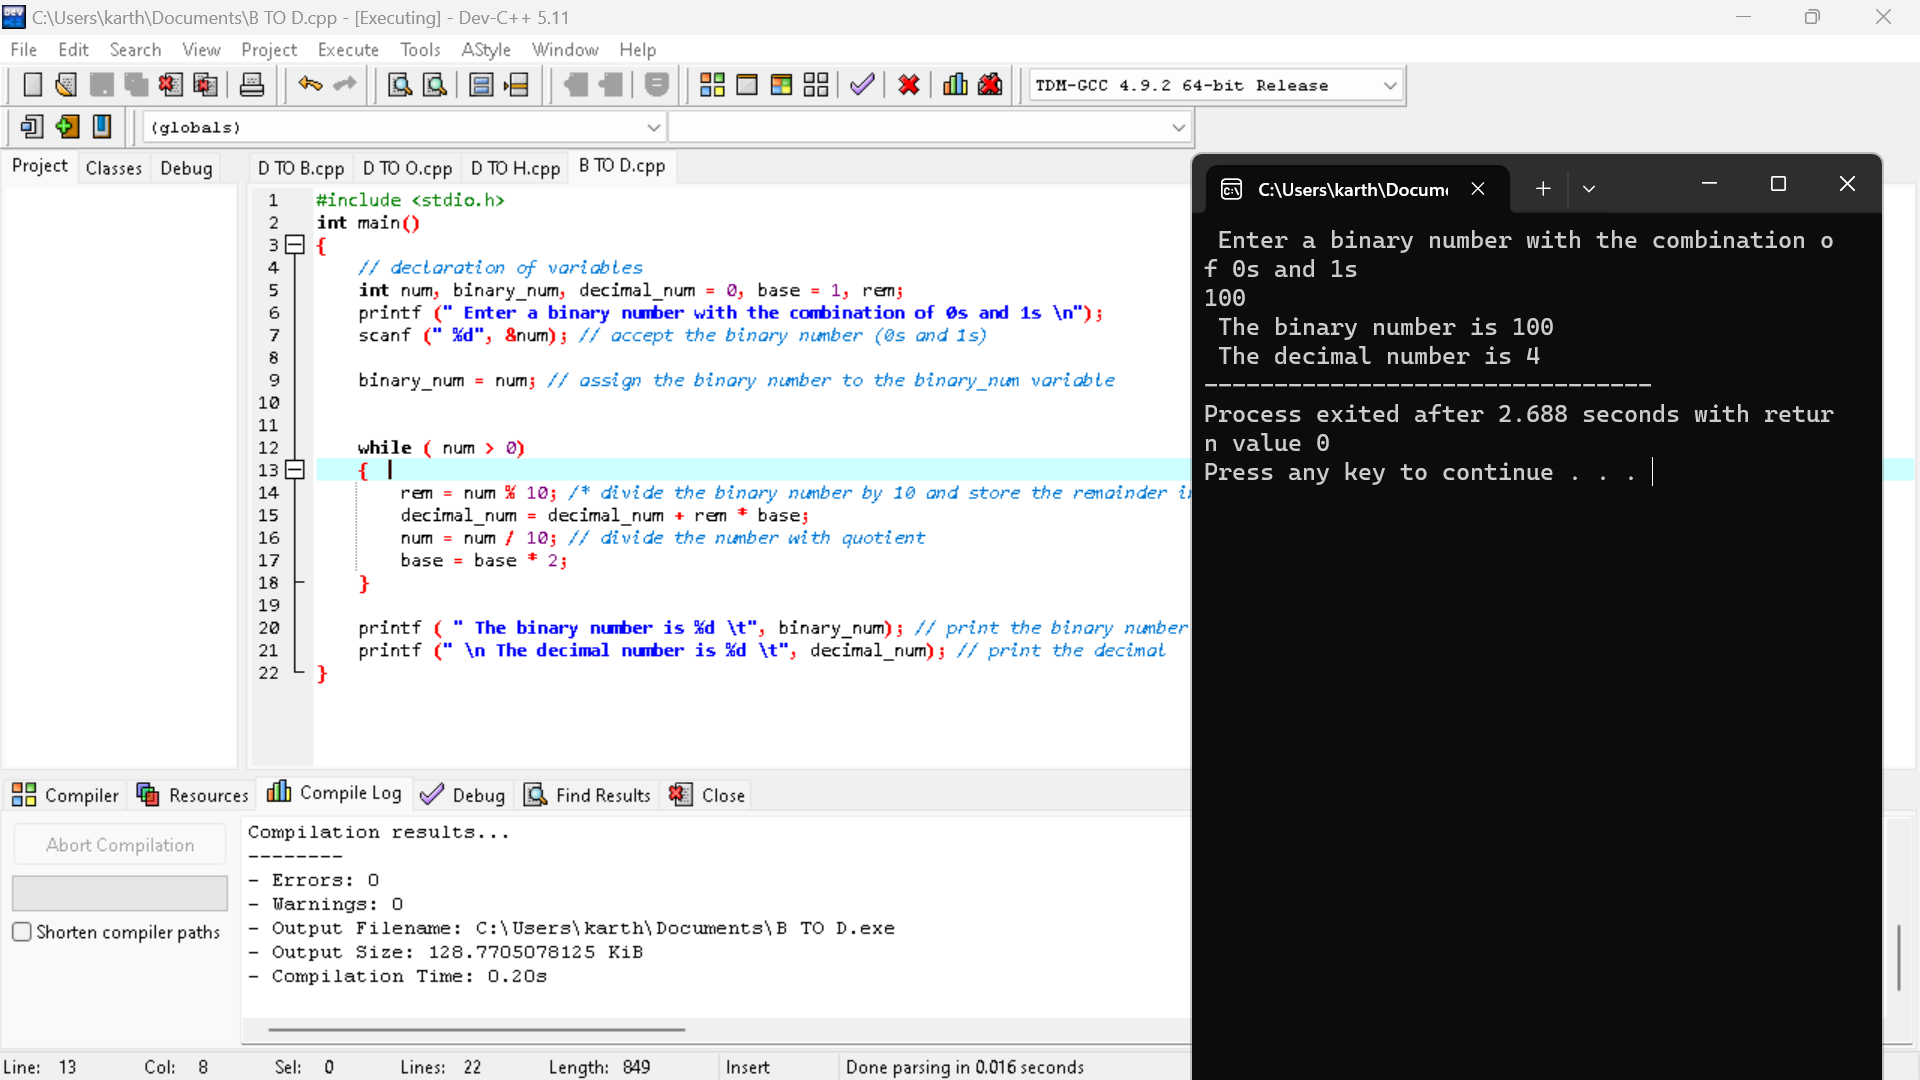 C:\Users\karth\Documents\B TO D.cpp - [Executing] - Dev-C++ 5.11
File Edit Search View Project Execute Tools AStyle Window Help
TDM-GCC 4.9.2 64-bit Release
(globals)
Project Classes Debug
D TO B.cpp D TO O.cpp D TO H.cpp B TO D.cpp
1 #include <stdio.h>
2 int main()
3 {
4 // declaration of variables
5 int num, binary_num, decimal_num = 0, base = 1, rem;
6 printf (" Enter a binary number with the combination of 0s and 1s \n");
7 scanf (" %d", &num); // accept the binary number (0s and 1s)
8
9 binary_num = num; // assign the binary number to the binary_num variable
10
11
12 while ( num > 0)
13 {
14 rem = num % 10; /* divide the binary number by 10 and store the remainder
15 decimal_num = decimal_num + rem * base;
16 num = num / 10; // divide the number with quotient
17 base = base * 2;
18 }
19
20 printf ( " The binary number is %d \t", binary_num); // print the binary number
21 printf (" \n The decimal number is %d \t", decimal_num); // print the decimal
22 }
C:\Users\karth\Docum
Enter a binary number with the combination o
f 0s and 1s
100
The binary number is 100
The decimal number is 4
--------------------------------
Process exited after 2.688 seconds with retur
n value 0
Press any key to continue . . .
Compiler Resources Compile Log Debug Find Results Close
Abort Compilation
Shorten compiler paths
Compilation results...
--------
- Errors: 0
- Warnings: 0
- Output Filename: C:\Users\karth\Documents\B TO D.exe
- Output Size: 128.7705078125 KiB
- Compilation Time: 0.20s
Line: 13 Col: 8 Sel: 0 Lines: 22 Length: 849 Insert Done parsing in 0.016 seconds